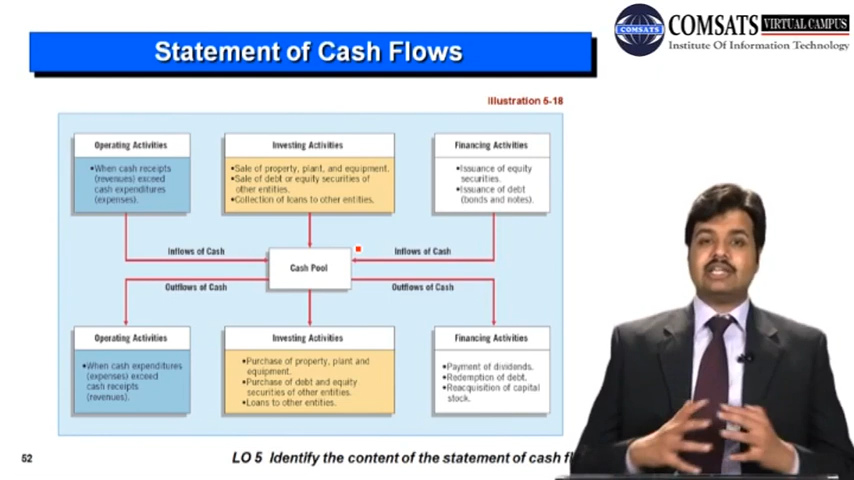 Statement of Cash Flows
COMSATS
COMSATS VIRTUAL CAMPUS
Institute Of Information Technology
Illustration 5-18
Operating Activities
•When cash receipts
(revenues) exceed
cash expenditures
(expenses).
Investing Activities
•Sale of property, plant, and equipment.
•Sale of debt or equity securities of
other entities.
•Collection of loans to other entities.
Financing Activities
•Issuance of equity
securities.
•Issuance of debt
(bonds and notes).
Inflows of Cash
Inflows of Cash
Cash Pool
Outflows of Cash
Outflows of Cash
Operating Activities
•When cash expenditures
(expenses) exceed
cash receipts
(revenues).
Investing Activities
•Purchase of property, plant and
equipment.
•Purchase of debt and equity
securities of other entities.
•Loans to other entities.
Financing Activities
•Payment of dividends.
•Redemption of debt.
•Reacquisition of capital
stock.
52
LO 5 Identify the content of the statement of cash fl